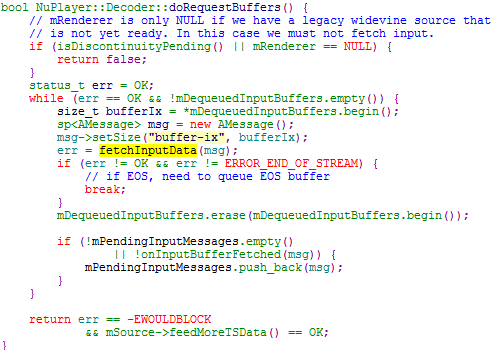 bool NuPlayer::Decoder::doRequestBuffers() {
    // mRenderer is only NULL if we have a legacy widevine source that
    // is not yet ready. In this case we must not fetch input.
    if (isDiscontinuityPending() || mRenderer == NULL) {
        return false;
    }
    status_t err = OK;
    while (err == OK && !mDequeuedInputBuffers.empty()) {
        size_t bufferIx = *mDequeuedInputBuffers.begin();
        sp<AMessage> msg = new AMessage();
        msg->setSize("buffer-ix", bufferIx);
        err = fetchInputData(msg);
        if (err != OK && err != ERROR_END_OF_STREAM) {
            // if EOS, need to queue EOS buffer
            break;
        }
        mDequeuedInputBuffers.erase(mDequeuedInputBuffers.begin());

        if (!mPendingInputMessages.empty()
                || !onInputBufferFetched(msg)) {
            mPendingInputMessages.push_back(msg);
        }
    }

    return err == -EWOULDBLOCK
            && mSource->feedMoreTSData() == OK;
}